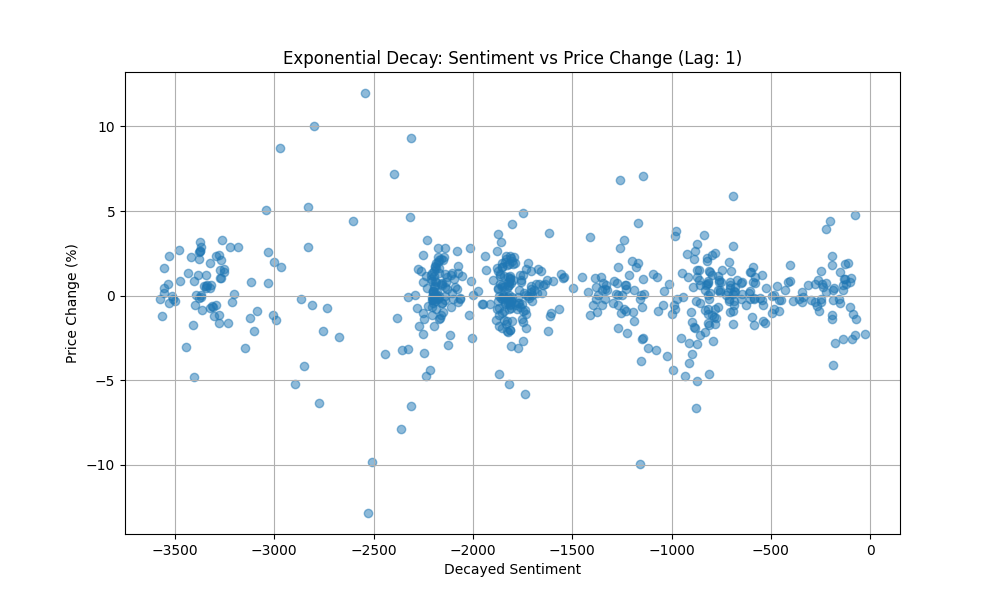 Exponential Decay: Sentiment vs Price Change (Lag: 1)
Price Change (%)
10
5
0
−5
−10
−3500 −3000 −2500 −2000 −1500 −1000 −500 0
Decayed Sentiment